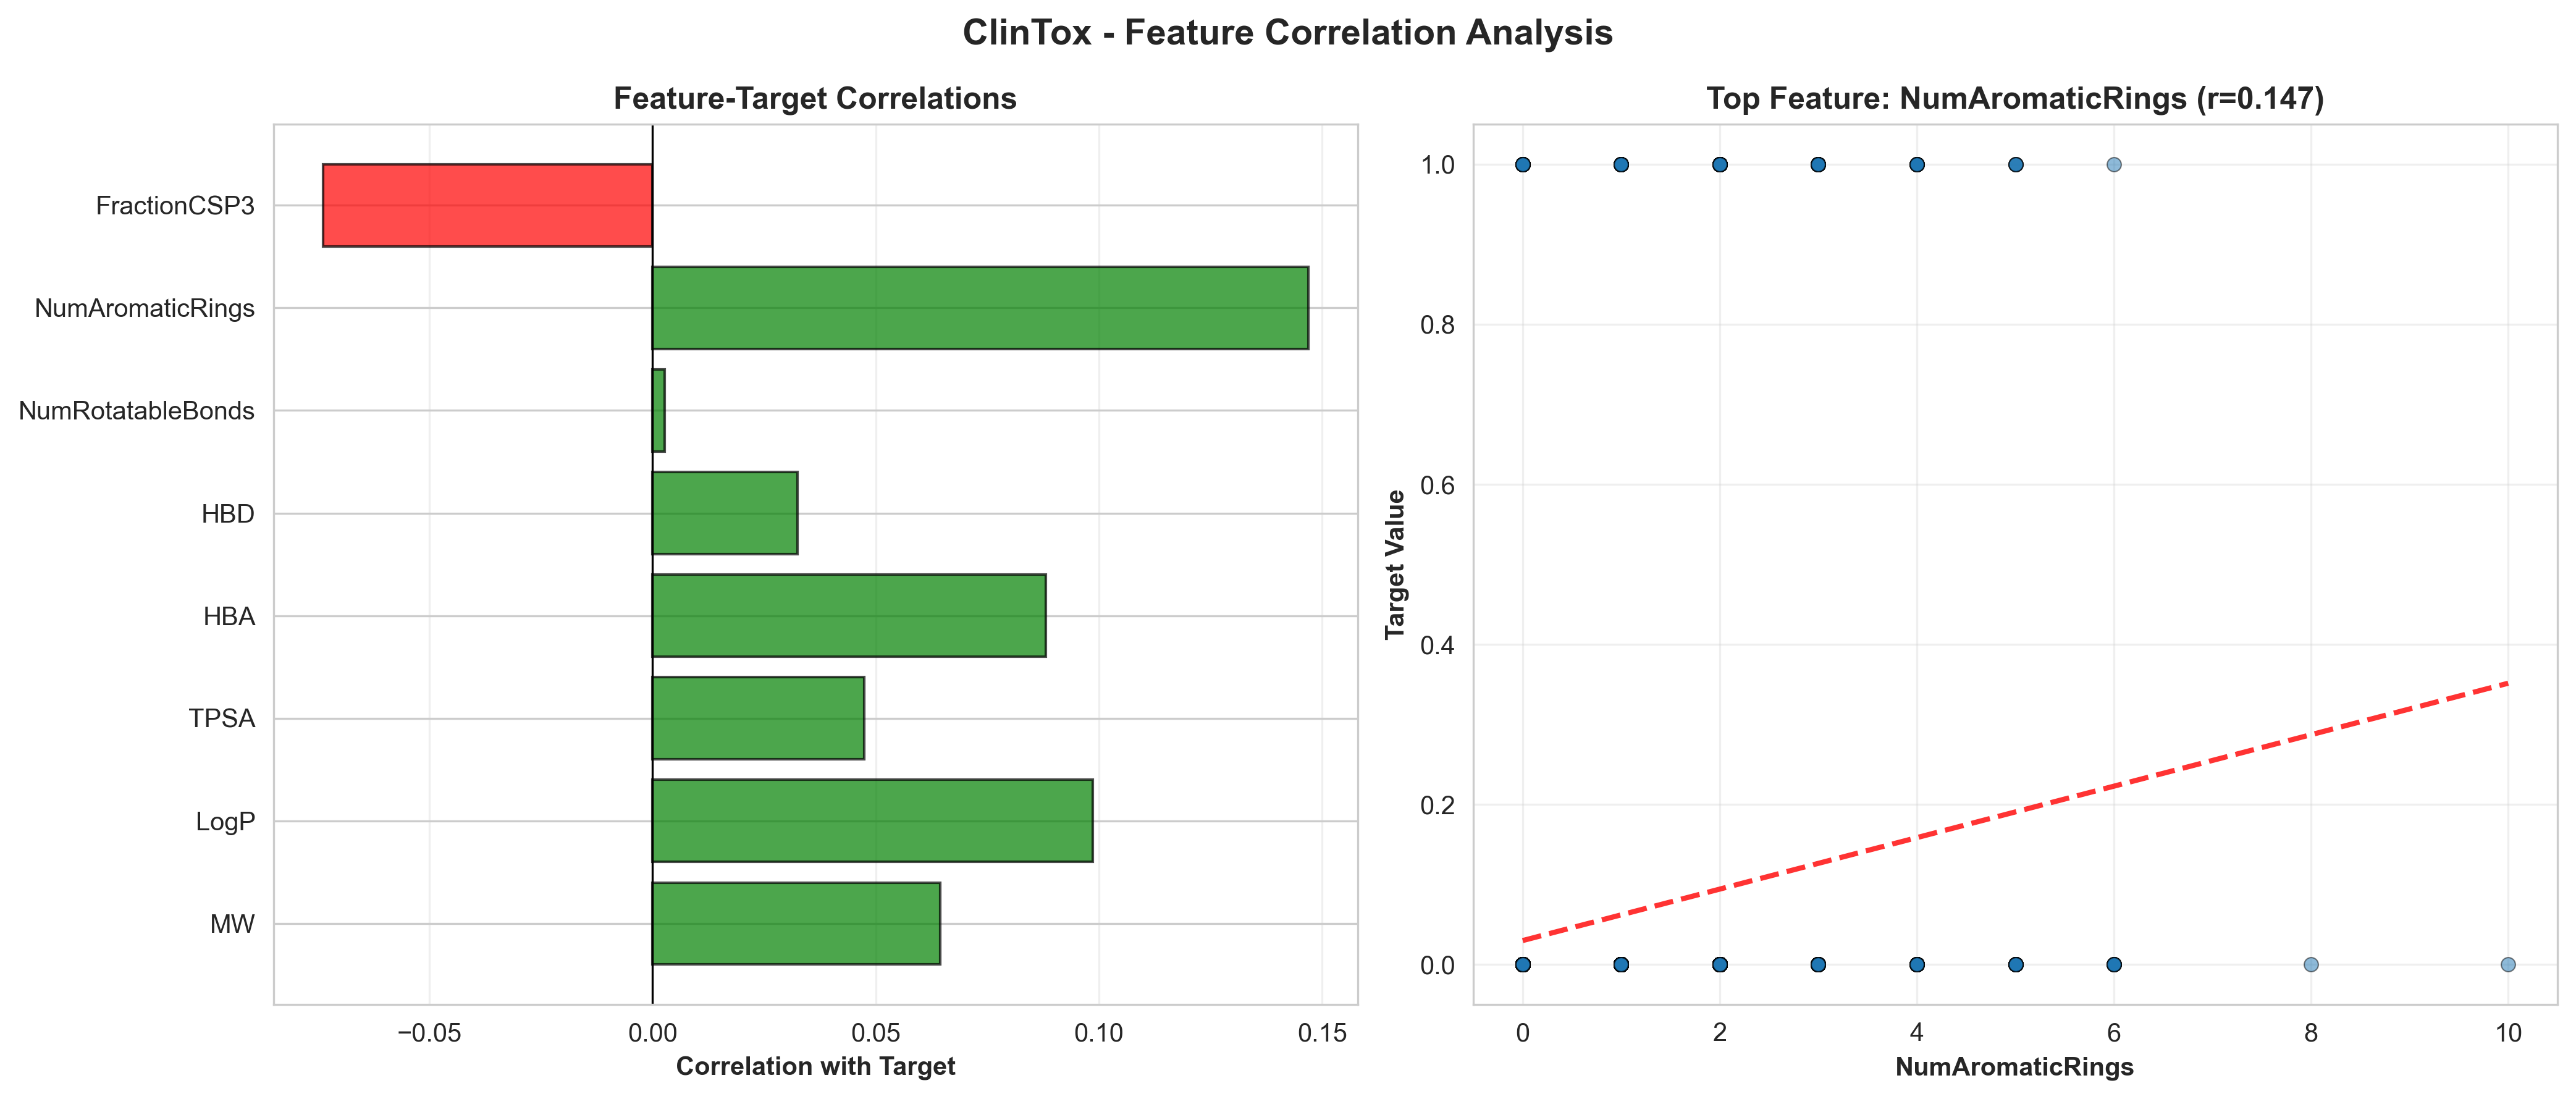 ClinTox - Feature Correlation Analysis
Feature-Target Correlations
FractionCSP3
NumAromaticRings
NumRotatableBonds
HBD
HBA
TPSA
LogP
MW
−0.05
0.00
0.05
0.10
0.15
Correlation with Target
Top Feature: NumAromaticRings (r=0.147)
Target Value
1.0
0.8
0.6
0.4
0.2
0.0
0
2
4
6
8
10
NumAromaticRings